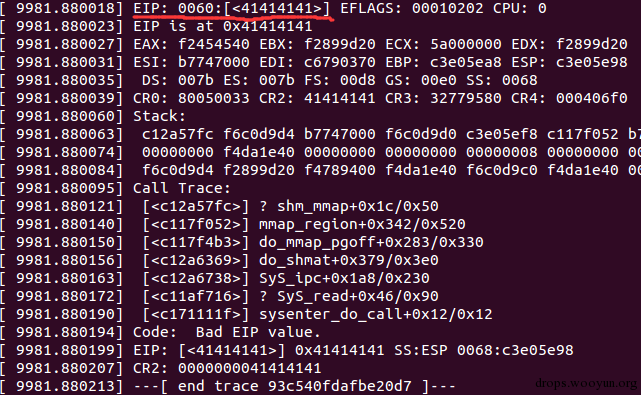 [ 9981.880018] EIP: 0060:[<41414141>] EFLAGS: 00010202 CPU: 0
[ 9981.880023] EIP is at 0x41414141
[ 9981.880027] EAX: f2454540 EBX: f2899d20 ECX: 5a000000 EDX: f2899d20
[ 9981.880031] ESI: b7747000 EDI: c6790370 EBP: c3e05ea8 ESP: c3e05e98
[ 9981.880035]  DS: 007b ES: 007b FS: 00d8 GS: 00e0 SS: 0068
[ 9981.880039] CR0: 80050033 CR2: 41414141 CR3: 32779580 CR4: 000406f0
[ 9981.880060] Stack:
[ 9981.880063]  c12a57fc f6c0d9d4 b7747000 f6c0d9d0 c3e05ef8 c117f052 b7
[ 9981.880074]  00000000 f4da1e40 00000000 00000000 00000008 00000000 00
[ 9981.880084]  f6c0d9d4 f2899d20 f4789400 f4da1e40 f6c0d9c0 f4da1e40 00
[ 9981.880095] Call Trace:
[ 9981.880121]  [<c12a57fc>] ? shm_mmap+0x1c/0x50
[ 9981.880140]  [<c117f052>] mmap_region+0x342/0x520
[ 9981.880150]  [<c117f4b3>] do_mmap_pgoff+0x283/0x330
[ 9981.880156]  [<c12a6369>] do_shmat+0x379/0x3e0
[ 9981.880163]  [<c12a6738>] SyS_ipc+0x1a8/0x230
[ 9981.880172]  [<c11af716>] ? SyS_read+0x46/0x90
[ 9981.880190]  [<c171111f>] sysenter_do_call+0x12/0x12
[ 9981.880194] Code:  Bad EIP value.
[ 9981.880199] EIP: [<41414141>] 0x41414141 SS:ESP 0068:c3e05e98
[ 9981.880207] CR2: 0000000041414141
[ 9981.880213] ---[ end trace 93c540fdafbe20d7 ]---
drops.wooyun.org